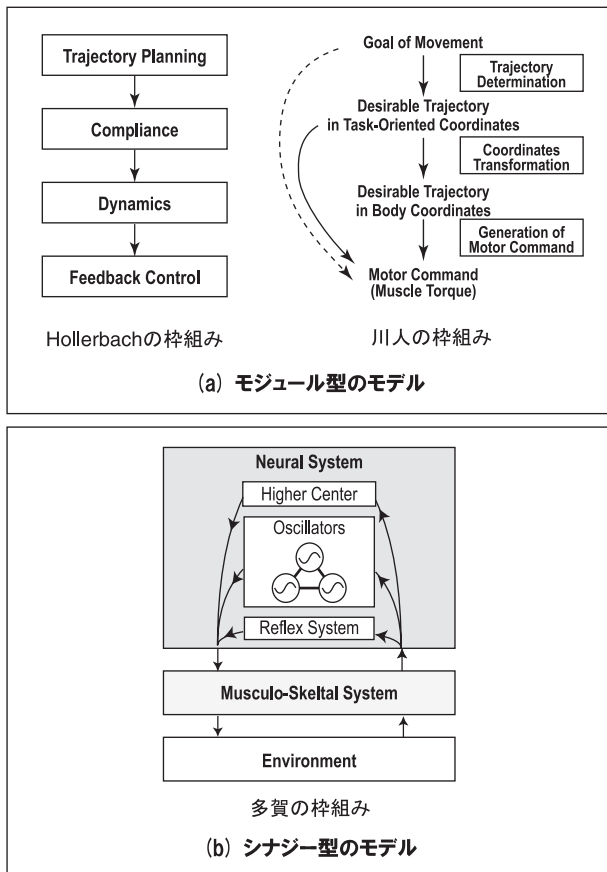 Trajectory Planning
Compliance
Dynamics
Feedback Control
Hollerbachの枠組み
Goal of Movement
Trajectory
Determination
Desirable Trajectory
in Task-Oriented Coordinates
Coordinates
Transformation
Desirable Trajectory
in Body Coordinates
Generation of
Motor Command
Motor Command
(Muscle Torque)
川人の枠組み
(a) モジュール型のモデル
Neural System
Higher Center
Oscillators
Reflex System
Musculo-Skeltal System
Environment
多賀の枠組み
(b) シナジー型のモデル